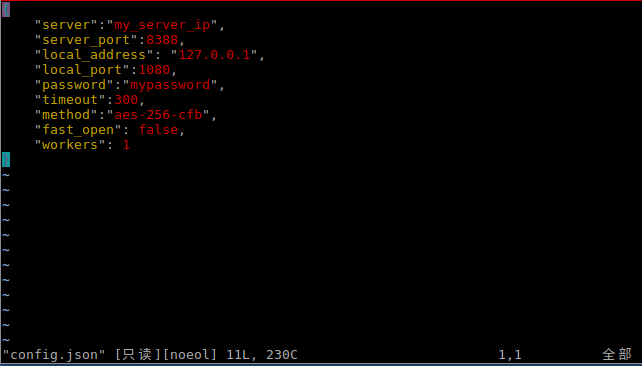 {
    "server":"my_server_ip",
    "server_port":8388,
    "local_address": "127.0.0.1",
    "local_port":1080,
    "password":"mypassword",
    "timeout":300,
    "method":"aes-256-cfb",
    "fast_open": false,
    "workers": 1
}
~
~
~
~
~
~
~
~
~
~
~
~
"config.json" [只读][noeol] 11L, 230C 1,1 全部